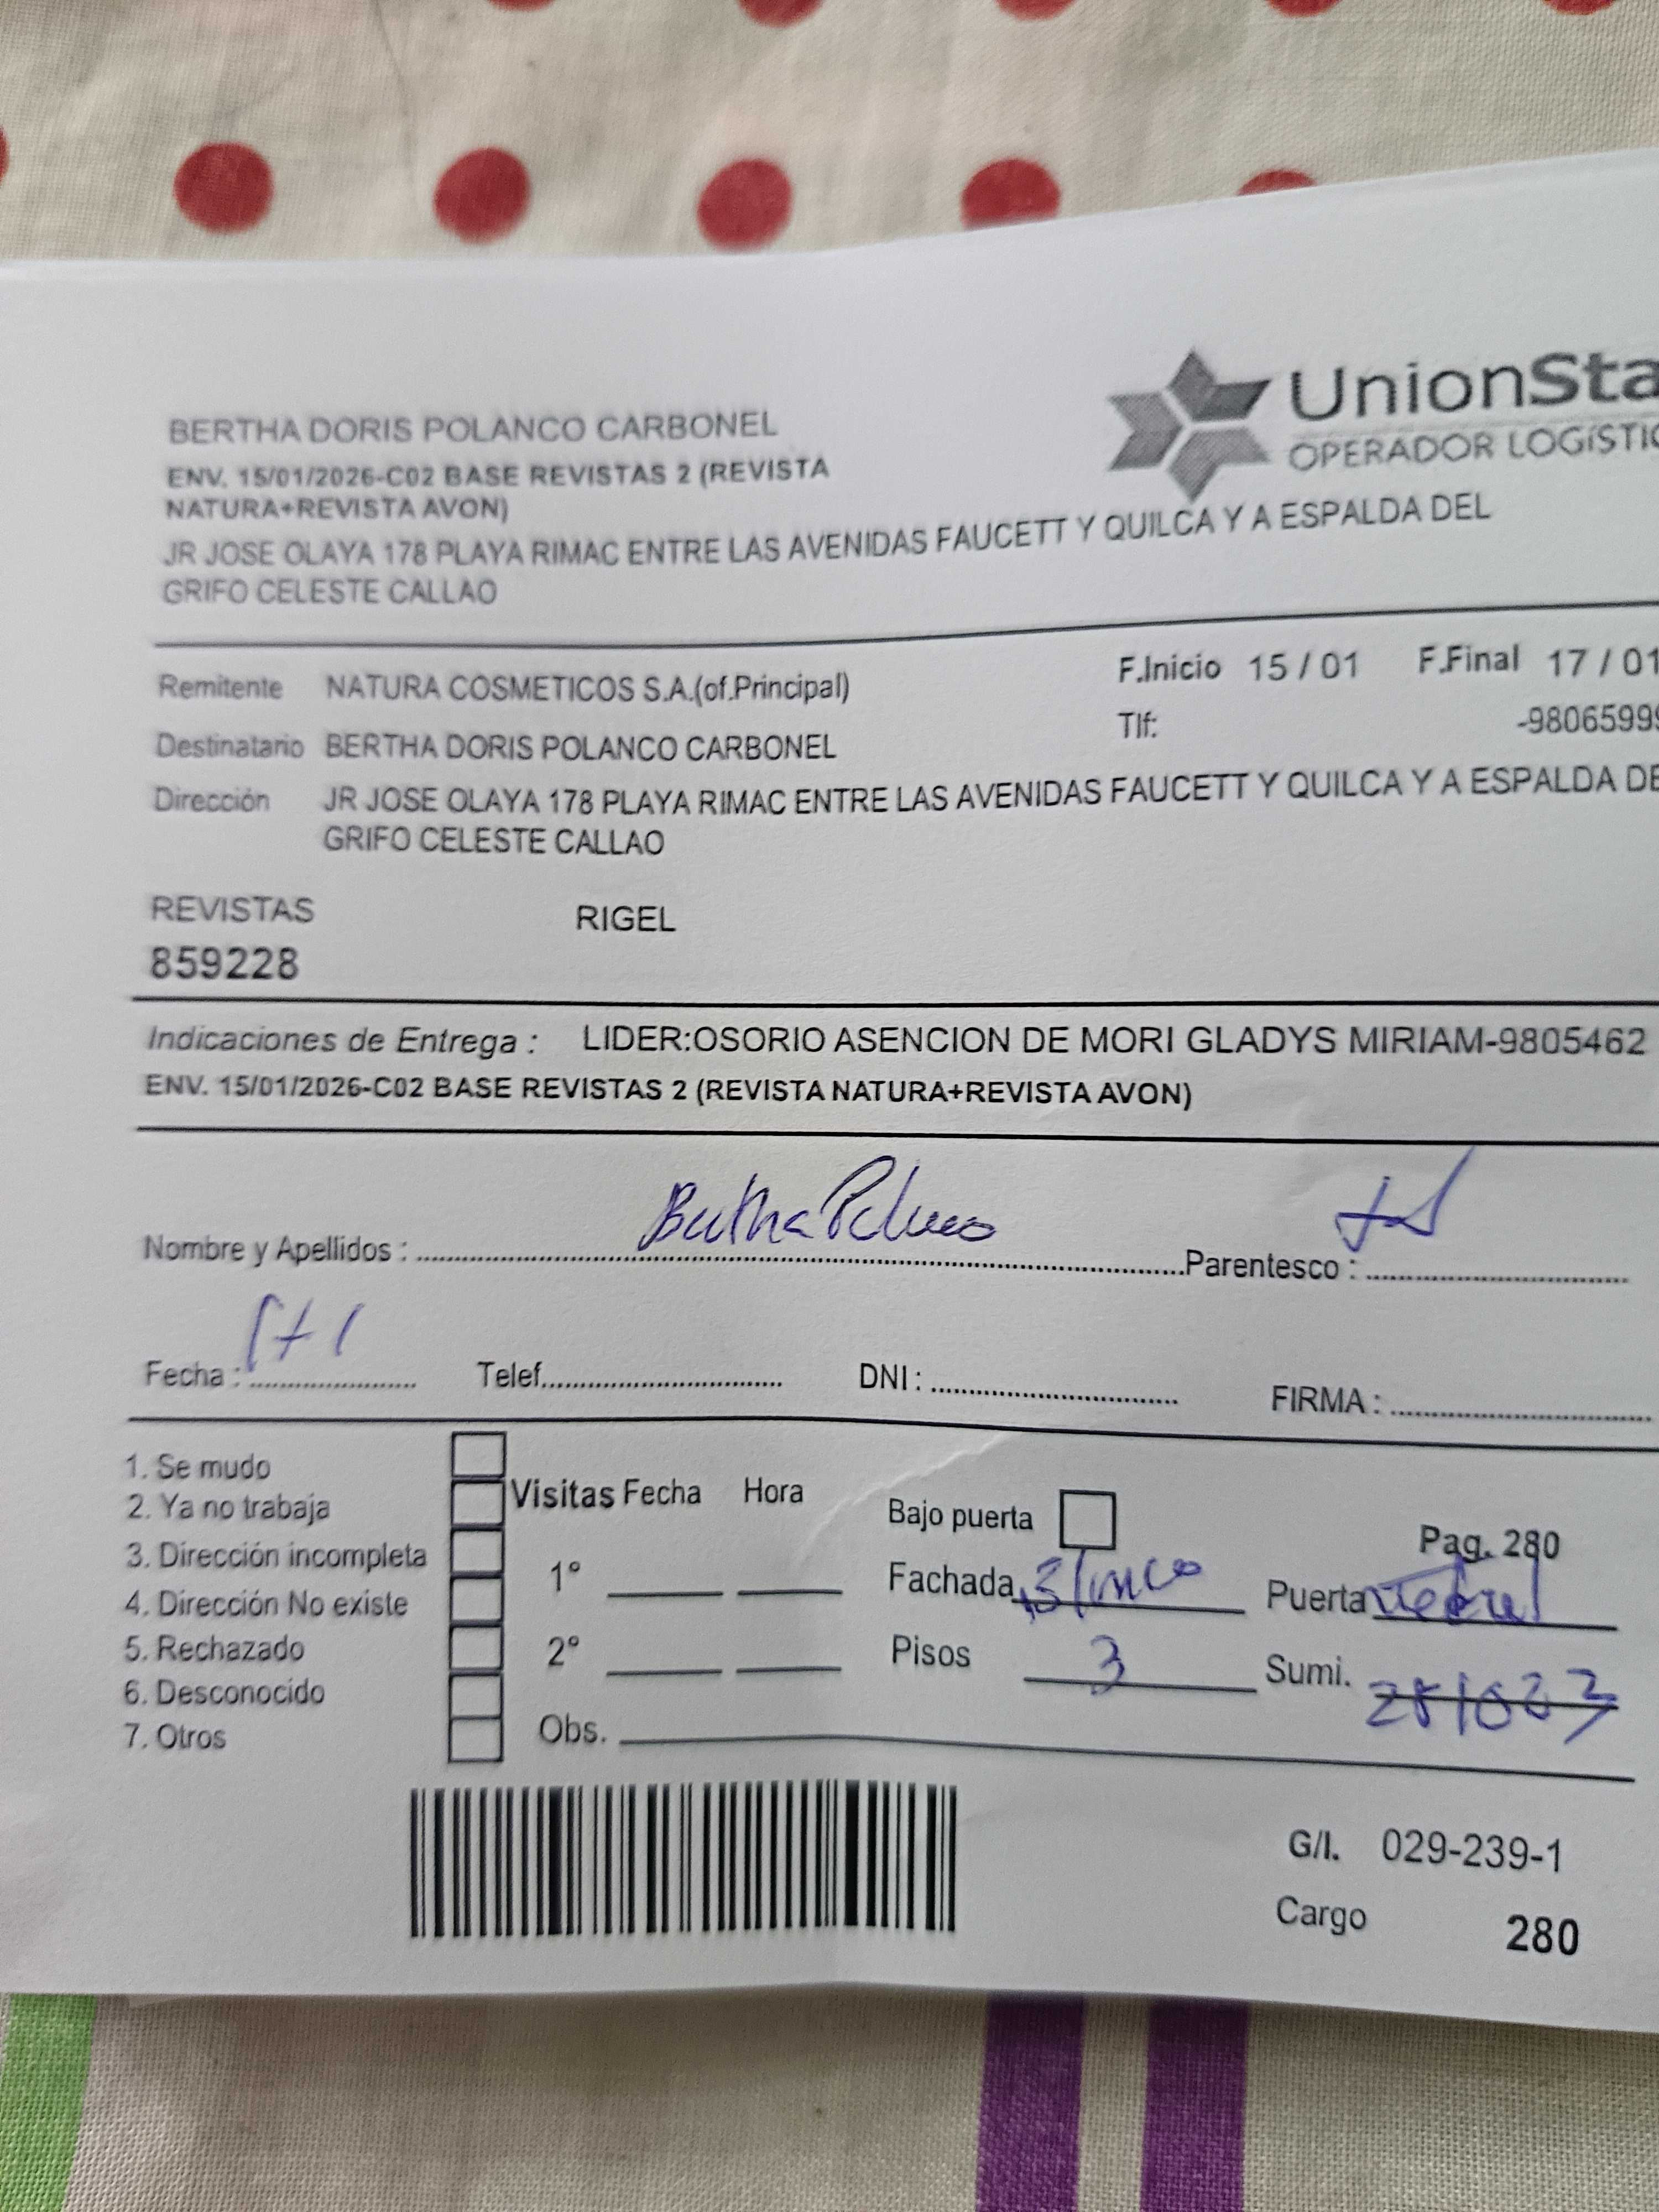 BERTHA DORIS POLANCO CARBONEL
ENV. 15/01/2026-C02 BASE REVISTAS 2 (REVISTA
NATURA+REVISTA AVON)
JR JOSE OLAYA 178 PLAYA RIMAC ENTRE LAS AVENIDAS FAUCETT Y QUILCA Y A ESPALDA DEL
GRIFO CELESTE CALLAO
UnionSta
OPERADOR LOGÍSTIC
Remitente NATURA COSMETICOS S.A.(of.Principal) F.Inicio 15 / 01 F.Final 17 / 01
Tlf: -9806599
Destinatario BERTHA DORIS POLANCO CARBONEL
Dirección JR JOSE OLAYA 178 PLAYA RIMAC ENTRE LAS AVENIDAS FAUCETT Y QUILCA Y A ESPALDA DE
GRIFO CELESTE CALLAO
REVISTAS RIGEL
859228
Indicaciones de Entrega : LIDER:OSORIO ASENCION DE MORI GLADYS MIRIAM-9805462
ENV. 15/01/2026-C02 BASE REVISTAS 2 (REVISTA NATURA+REVISTA AVON)
Nombre y Apellidos : Bertha Polanco Parentesco :
Fecha : Telef. DNI : FIRMA :
1. Se mudo
2. Ya no trabaja
3. Dirección incompleta
4. Dirección No existe
5. Rechazado
6. Desconocido
7. Otros
Visitas Fecha Hora
1°
2°
Obs.
Bajo puerta
Pag. 280
Fachada Blanco Puerta
Pisos 3 Sumi.
G/I. 029-239-1
Cargo 280